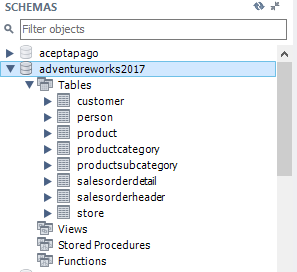 SCHEMAS
Filter objects
aceptapago
adventureworks2017
Tables
customer
person
product
productcategory
productsubcategory
salesorderdetail
salesorderheader
store
Views
Stored Procedures
Functions